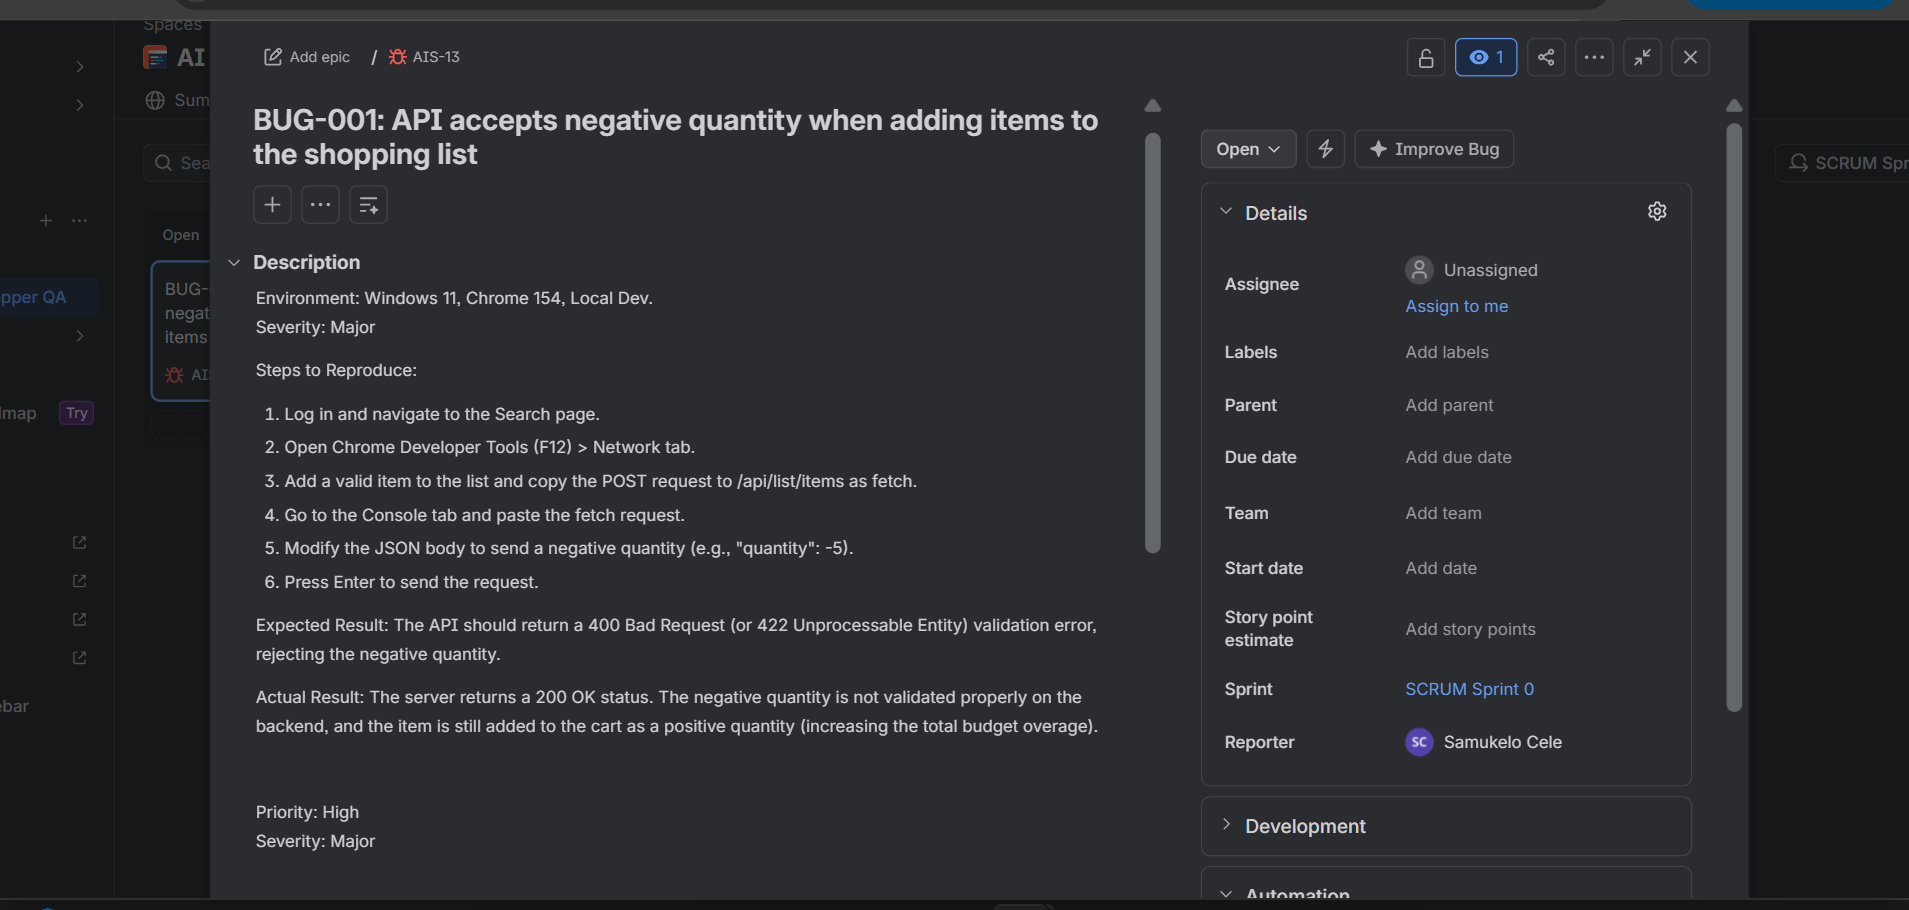 Spaces
AI
Sum
Sea
Open
BUG-
negat
items
AIS
pper QA
map
Try
ebar
Add epic / AIS-13
1
BUG-001: API accepts negative quantity when adding items to
the shopping list
Description
Environment: Windows 11, Chrome 154, Local Dev.
Severity: Major
Steps to Reproduce:
1. Log in and navigate to the Search page.
2. Open Chrome Developer Tools (F12) > Network tab.
3. Add a valid item to the list and copy the POST request to /api/list/items as fetch.
4. Go to the Console tab and paste the fetch request.
5. Modify the JSON body to send a negative quantity (e.g., "quantity": -5).
6. Press Enter to send the request.
Expected Result: The API should return a 400 Bad Request (or 422 Unprocessable Entity) validation error,
rejecting the negative quantity.
Actual Result: The server returns a 200 OK status. The negative quantity is not validated properly on the
backend, and the item is still added to the cart as a positive quantity (increasing the total budget overage).
Priority: High
Severity: Major
Open
Improve Bug
Details
Assignee
Unassigned
Assign to me
Labels
Add labels
Parent
Add parent
Due date
Add due date
Team
Add team
Start date
Add date
Story point
estimate
Add story points
Sprint
SCRUM Sprint 0
Reporter
SC Samukelo Cele
Development
Automation
SCRUM Spr